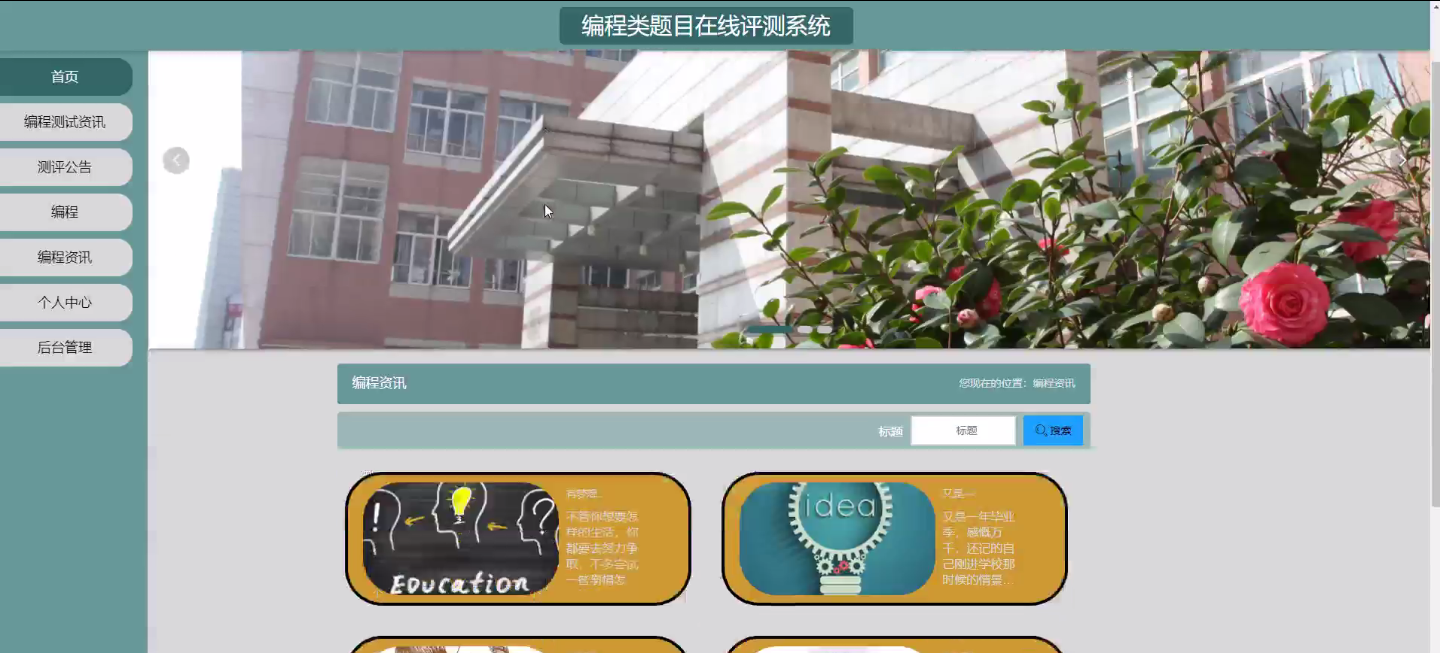 编程类题目在线评测系统
首页
编程测试资讯
测评公告
编程
编程资讯
个人中心
后台管理
编程资讯
您现在的位置：编程资讯
标题
标题
搜索
有梦想...
不管你想要怎
样的生活，你
都要去努力争
取，不多尝试
一些事情怎
Education
idea
又是一...
又是一年毕业
季，感慨万
千，还记的自
己刚进学校那
时候的情景...